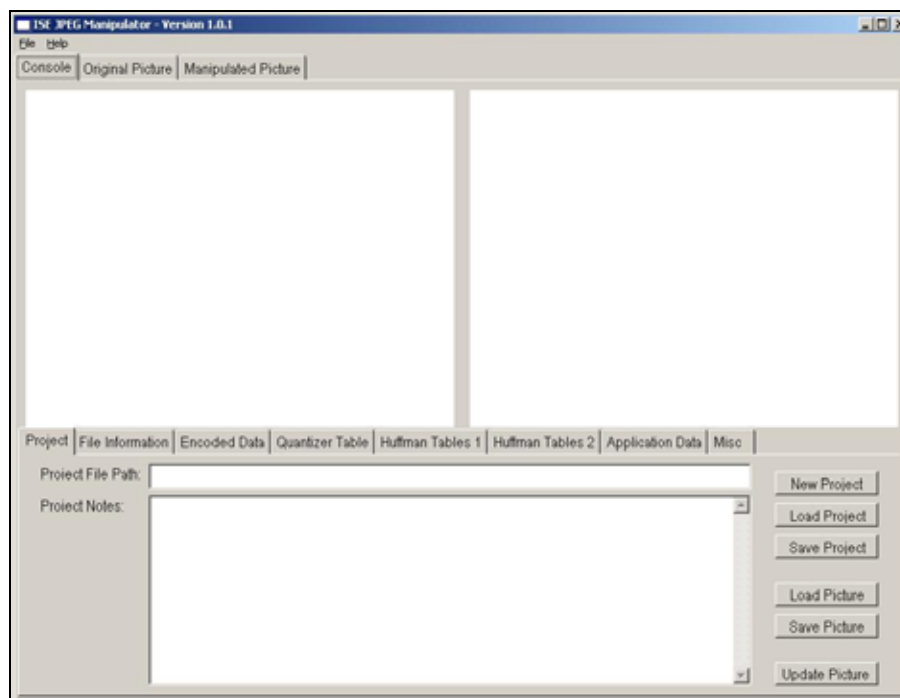 ISE JPEG Manipulator - Version 1.0.1
File Help
Console Original Picture Manipulated Picture
Project File Information Encoded Data Quantizer Table Huffman Tables 1 Huffman Tables 2 Application Data Misc
Project File Path:
New Project
Project Notes:
Load Project
Save Project
Load Picture
Save Picture
Update Picture